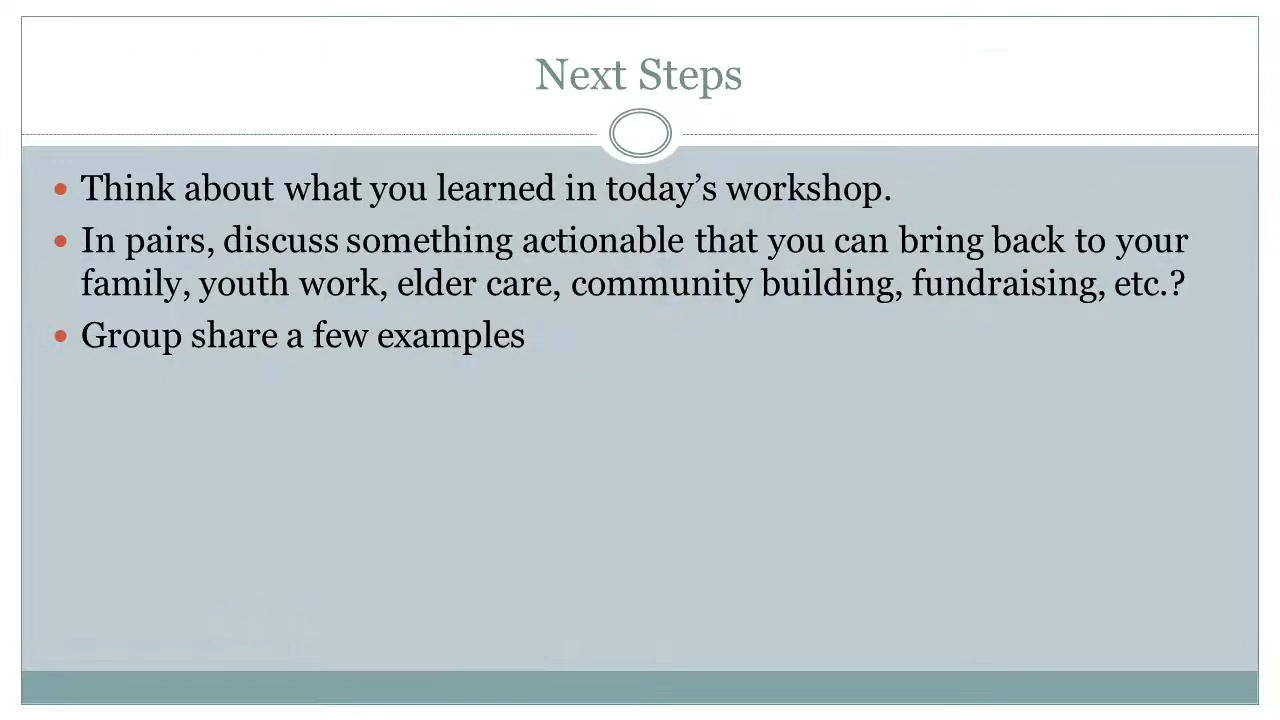 Next Steps
Think about what you learned in today’s workshop.
In pairs, discuss something actionable that you can bring back to your
family, youth work, elder care, community building, fundraising, etc.?
Group share a few examples